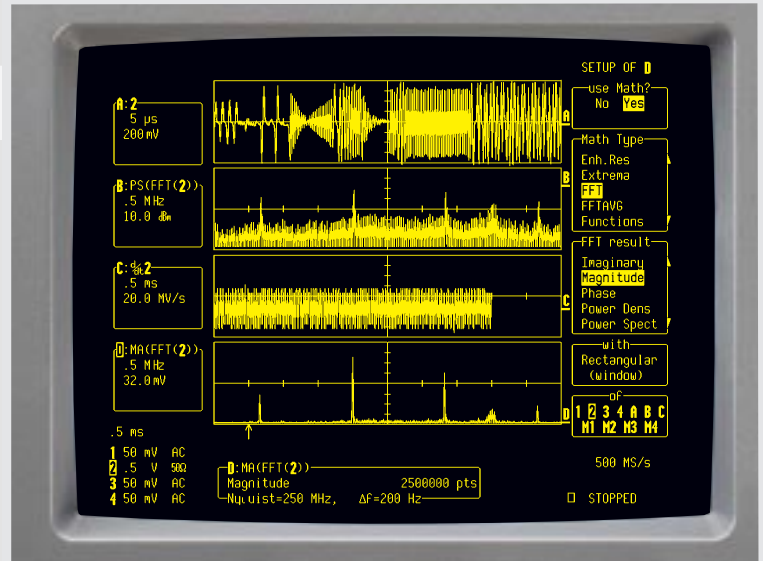 SETUP OF D
use Math?
No Yes
A:2
5 µs
200mV
A
Math Type
Enh.Res
Extrema
FFT
FFTAVG
Functions
B:PS(FFT(2))
.5 MHz
10.0 dBm
B
FFT result
Imaginary
Magnitude
Phase
Power Dens
Power Spect
C:d/dt 2
.5 ms
20.0 MV/s
C
with
Rectangular
(window)
D:MA(FFT(2))
.5 MHz
32.0mV
D
of
1 2 3 4 A B C
M1 M2 M3 M4
.5 ms
1 50 mV AC
2 .5 V 50Ω
3 50 mV AC
4 50 mV AC
D:MA(FFT(2))
Magnitude 2500000 pts
Nyquist=250 MHz, Δf=200 Hz
500 MS/s
STOPPED